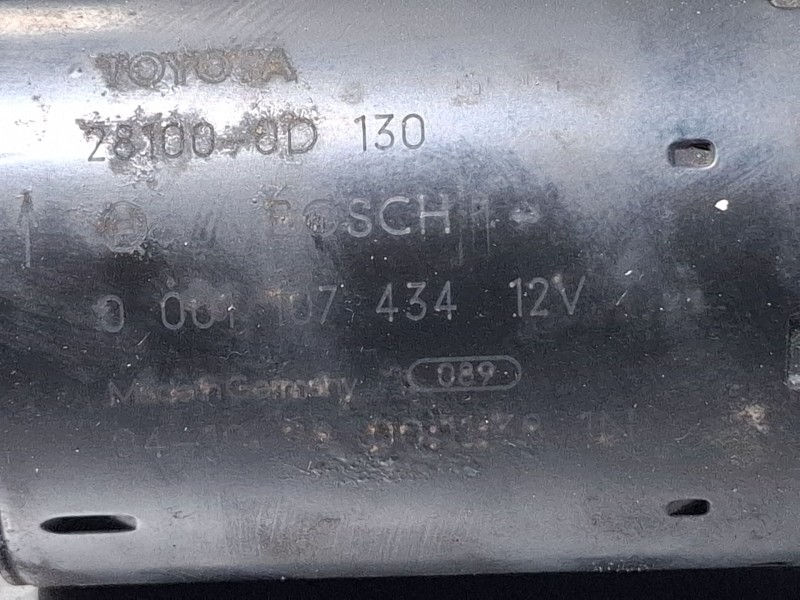 TOYOTA
28100-0D 130
BOSCH
0 001 107 434 12V
Made in Germany 089